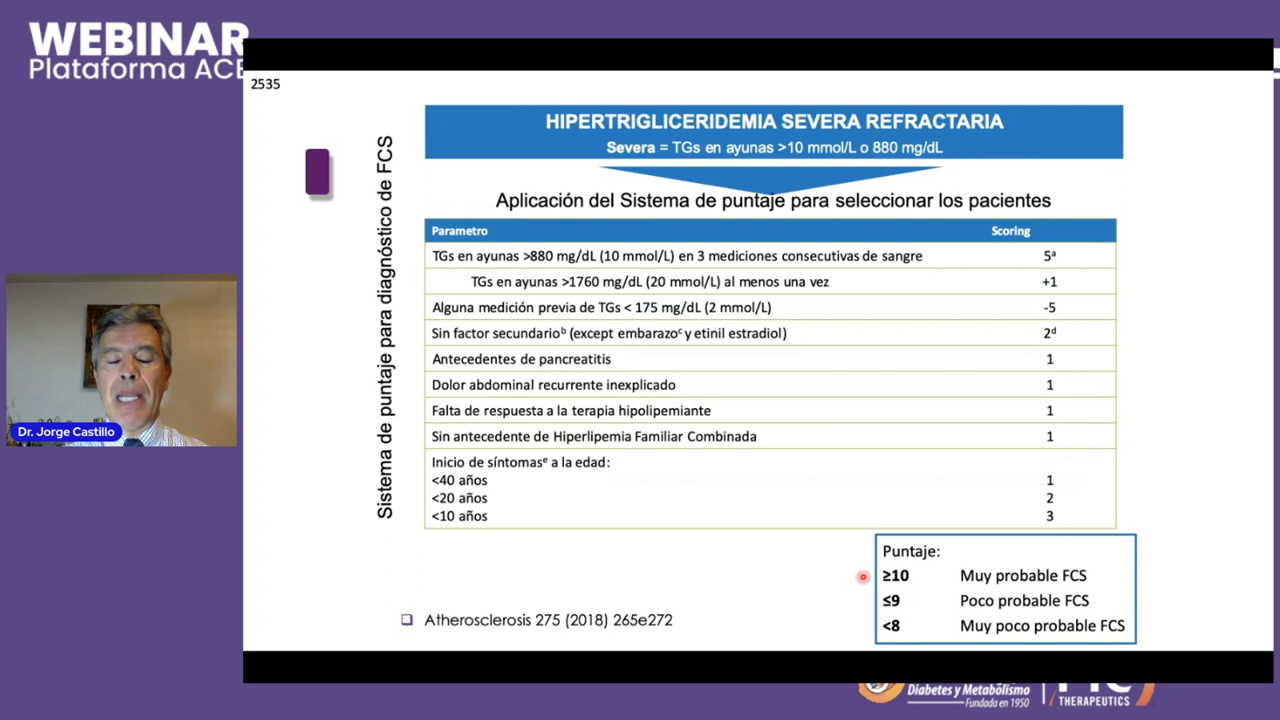 WEBINAR
Plataforma
2535
HIPERTRIGLICERIDEMIA SEVERA REFRACTARIA
Severa = TGs en ayunas >10 mmol/L o 880 mg/dL
Sistema de puntaje para diagnóstico de FCS
Aplicación del Sistema de puntaje para seleccionar los pacientes
Parametro Scoring
TGs en ayunas >880 mg/dL (10 mmol/L) en 3 mediciones consecutivas de sangre 5ᵃ
TGs en ayunas >1760 mg/dL (20 mmol/L) al menos una vez +1
Alguna medición previa de TGs < 175 mg/dL (2 mmol/L) -5
Sin factor secundarioᵇ (except embarazoᶜ y etinil estradiol) 2ᵈ
Antecedentes de pancreatitis 1
Dolor abdominal recurrente inexplicado 1
Falta de respuesta a la terapia hipolipemiante 1
Sin antecedente de Hiperlipemia Familiar Combinada 1
Inicio de síntomasᵉ a la edad:
<40 años 1
<20 años 2
<10 años 3
Puntaje:
≥10 Muy probable FCS
≤9 Poco probable FCS
<8 Muy poco probable FCS
Atherosclerosis 275 (2018) 265e272
Dr. Jorge Castillo
Diabetes y Metabolismo
Fundada en 1950
THERAPEUTICS